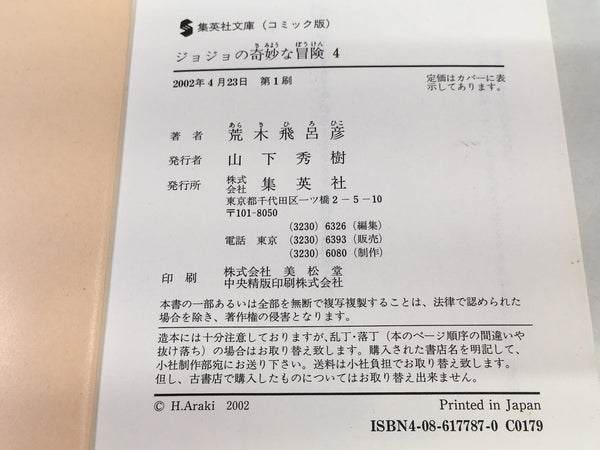 集英社文庫（コミック版）
ジョジョの奇妙な冒険 4
きみょう ぼうけん
2002年4月23日 第1刷
定価はカバーに表
示してあります。
あら き ひ ろ ひこ
著者 荒木飛呂彦
発行者 山下秀樹
発行所 株式会社 集英社
東京都千代田区一ツ橋2－5－10
〒101-8050
(3230) 6326 (編集)
電話 東京 (3230) 6393 (販売)
(3230) 6080 (制作)
印刷 株式会社 美松堂
中央精版印刷株式会社
本書の一部あるいは全部を無断で複写複製することは、法律で認められた
場合を除き、著作権の侵害となります。
造本には十分注意しておりますが、乱丁・落丁（本のページ順序の間違いや
抜け落ち）の場合はお取り替え致します。購入された書店名を明記して、
小社制作部宛にお送り下さい。送料は小社負担でお取り替え致します。
但し、古書店で購入したものについてはお取り替え出来ません。
© H.Araki 2002
Printed in Japan
ISBN4-08-617787-0 C0179